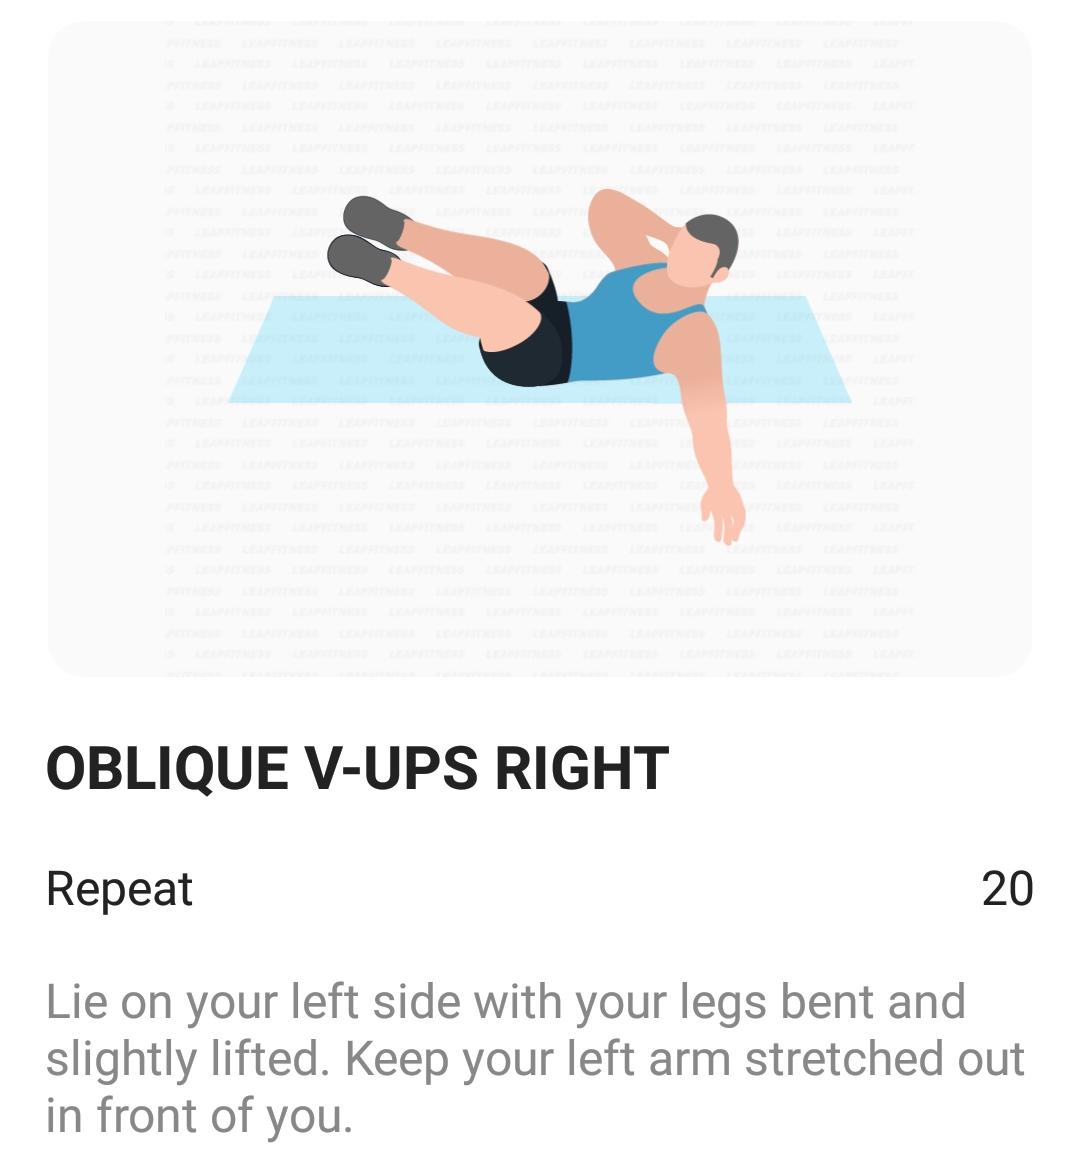 OBLIQUE V-UPS RIGHT
Repeat 20
Lie on your left side with your legs bent and
slightly lifted. Keep your left arm stretched out
in front of you.